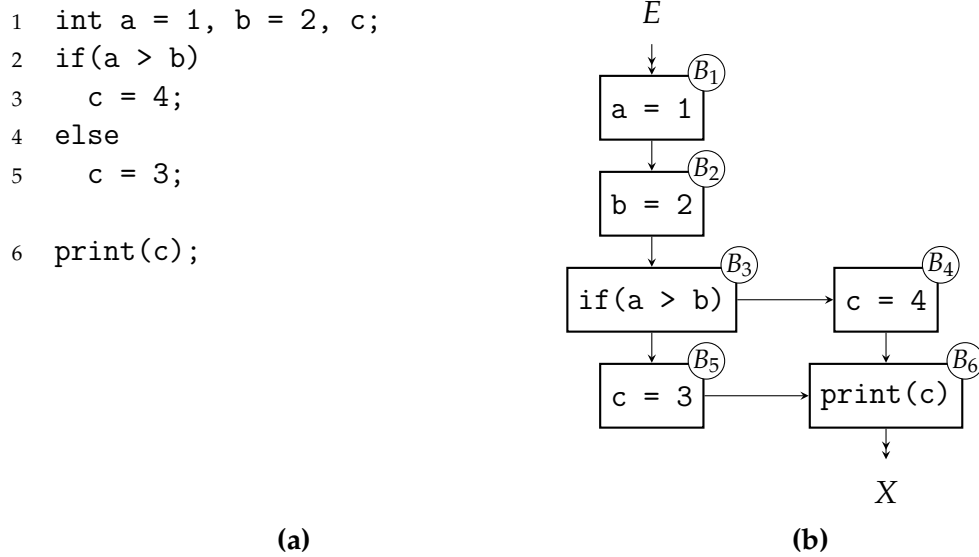 1 int a = 1, b = 2, c;
2 if(a > b)
3 c = 4;
4 else
5 c = 3;
6 print(c);
(a)
E
B1
a = 1
B2
b = 2
B3
if(a > b)
B4
c = 4
B5
c = 3
B6
print(c)
X
(b)